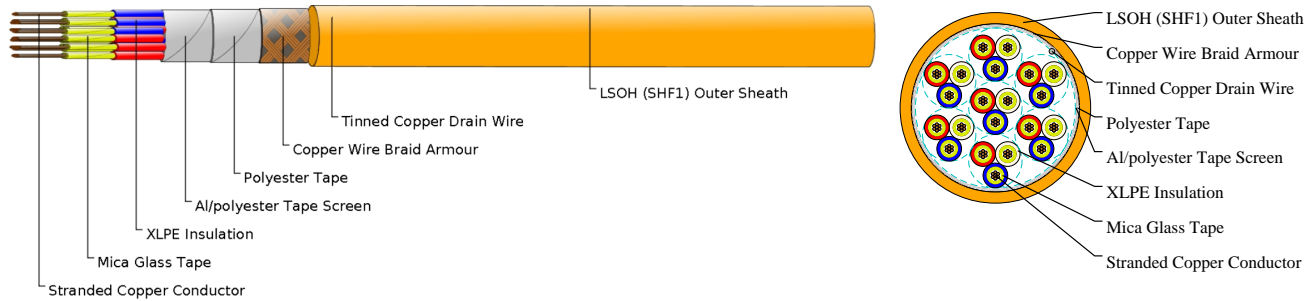 LSOH (SHF1) Outer Sheath
Tinned Copper Drain Wire
Copper Wire Braid Armour
Polyester Tape
Al/polyester Tape Screen
XLPE Insulation
Mica Glass Tape
Stranded Copper Conductor
LSOH (SHF1) Outer Sheath
Copper Wire Braid Armour
Tinned Copper Drain Wire
Polyester Tape
Al/polyester Tape Screen
XLPE Insulation
Mica Glass Tape
Stranded Copper Conductor